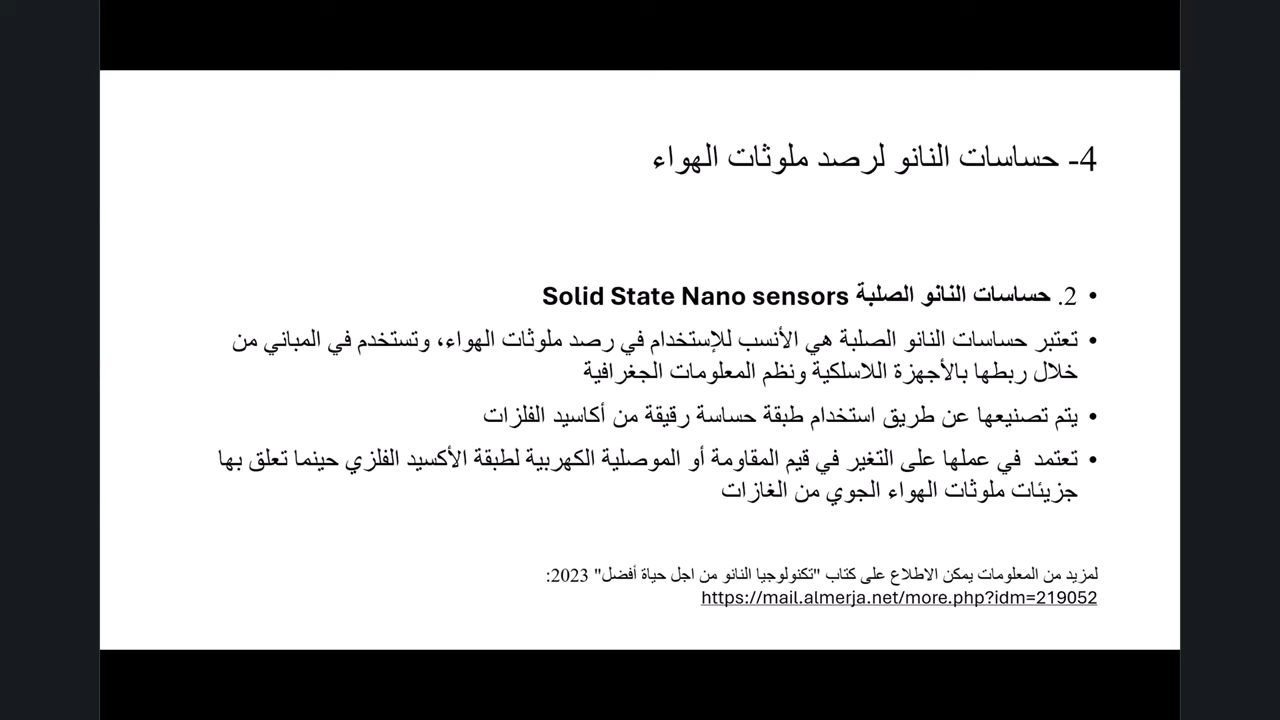 4- حساسات النانو لرصد ملوثات الهواء
• 2. حساسات النانو الصلبة Solid State Nano sensors
• تعتبر حساسات النانو الصلبة هي الأنسب للإستخدام في رصد ملوثات الهواء، وتستخدم في المباني من
خلال ربطها بالأجهزة اللاسلكية ونظم المعلومات الجغرافية
• يتم تصنيعها عن طريق استخدام طبقة حساسة رقيقة من أكاسيد الفلزات
• تعتمد في عملها على التغير في قيم المقاومة أو الموصلية الكهربية لطبقة الأكسيد الفلزي حينما تعلق بها
جزيئات ملوثات الهواء الجوي من الغازات
لمزيد من المعلومات يمكن الاطلاع على كتاب "تكنولوجيا النانو من اجل حياة أفضل" 2023:
https://mail.almerja.net/more.php?idm=219052